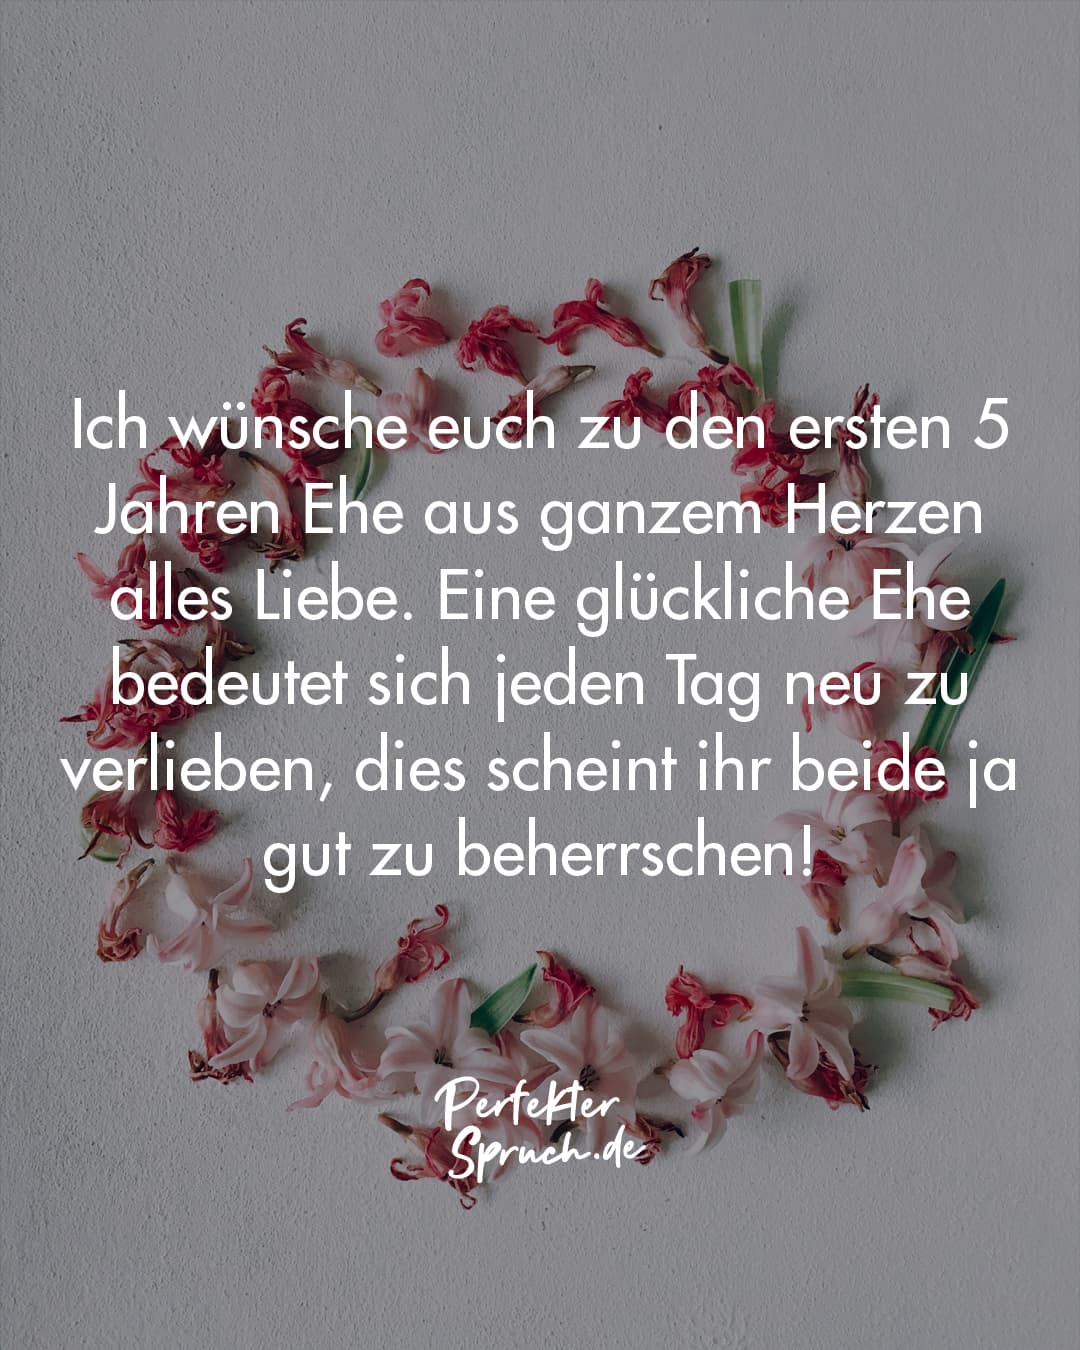 Ich wünsche euch zu den ersten 5
Jahren Ehe aus ganzem Herzen
alles Liebe. Eine glückliche Ehe
bedeutet sich jeden Tag neu zu
verlieben, dies scheint ihr beide ja
gut zu beherrschen!
Perfekter
Spruch.de